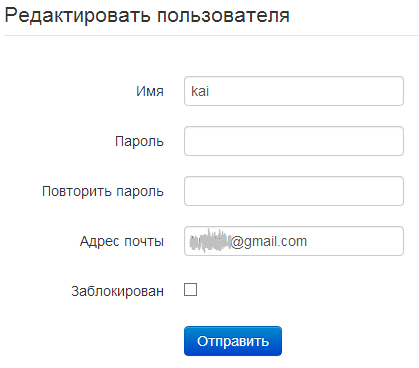 Редактировать пользователя
Имя kai
Пароль
Повторить пароль
Адрес почты @gmail.com
Заблокирован
Отправить